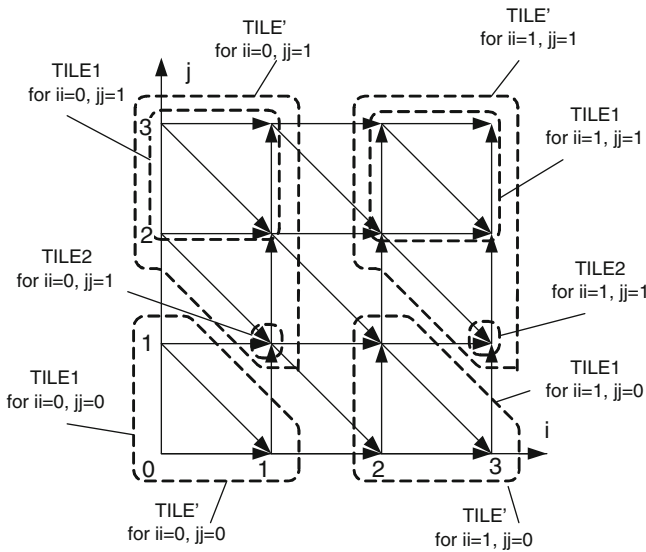 TILE'
for ii=0, jj=1
TILE'
for ii=1, jj=1
TILE1
for ii=0, jj=1
j
3
TILE1
for ii=1, jj=1
2
TILE2
for ii=0, jj=1
TILE2
for ii=1, jj=1
1
TILE1
for ii=0, jj=0
TILE1
for ii=1, jj=0
i
0
1
2
3
TILE'
for ii=0, jj=0
TILE'
for ii=1, jj=0